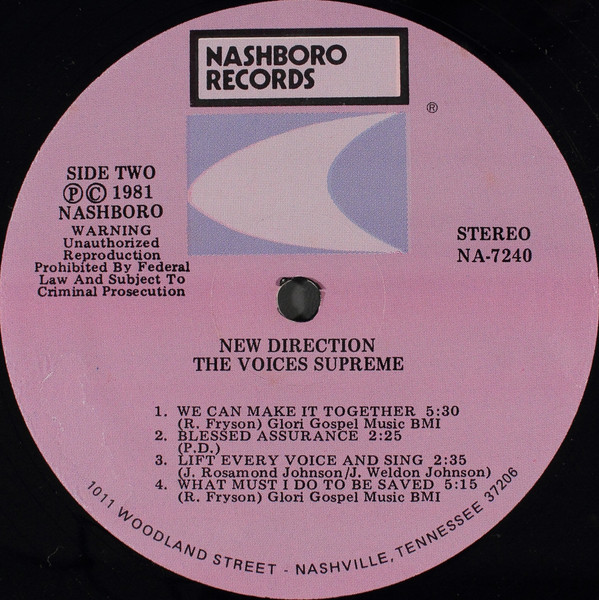 NASHBORO
RECORDS
®
SIDE TWO
Ⓟ © 1981
NASHBORO
WARNING
Unauthorized
Reproduction
Prohibited By Federal
Law And Subject To
Criminal Prosecution
STEREO
NA-7240
NEW DIRECTION
THE VOICES SUPREME
1. WE CAN MAKE IT TOGETHER 5:30
(R. Fryson) Glori Gospel Music BMI
2. BLESSED ASSURANCE 2:25
(P.D.)
3. LIFT EVERY VOICE AND SING 2:35
(J. Rosamond Johnson/J. Weldon Johnson)
4. WHAT MUST I DO TO BE SAVED 5:15
(R. Fryson) Glori Gospel Music BMI
1011 WOODLAND STREET - NASHVILLE, TENNESSEE 37206